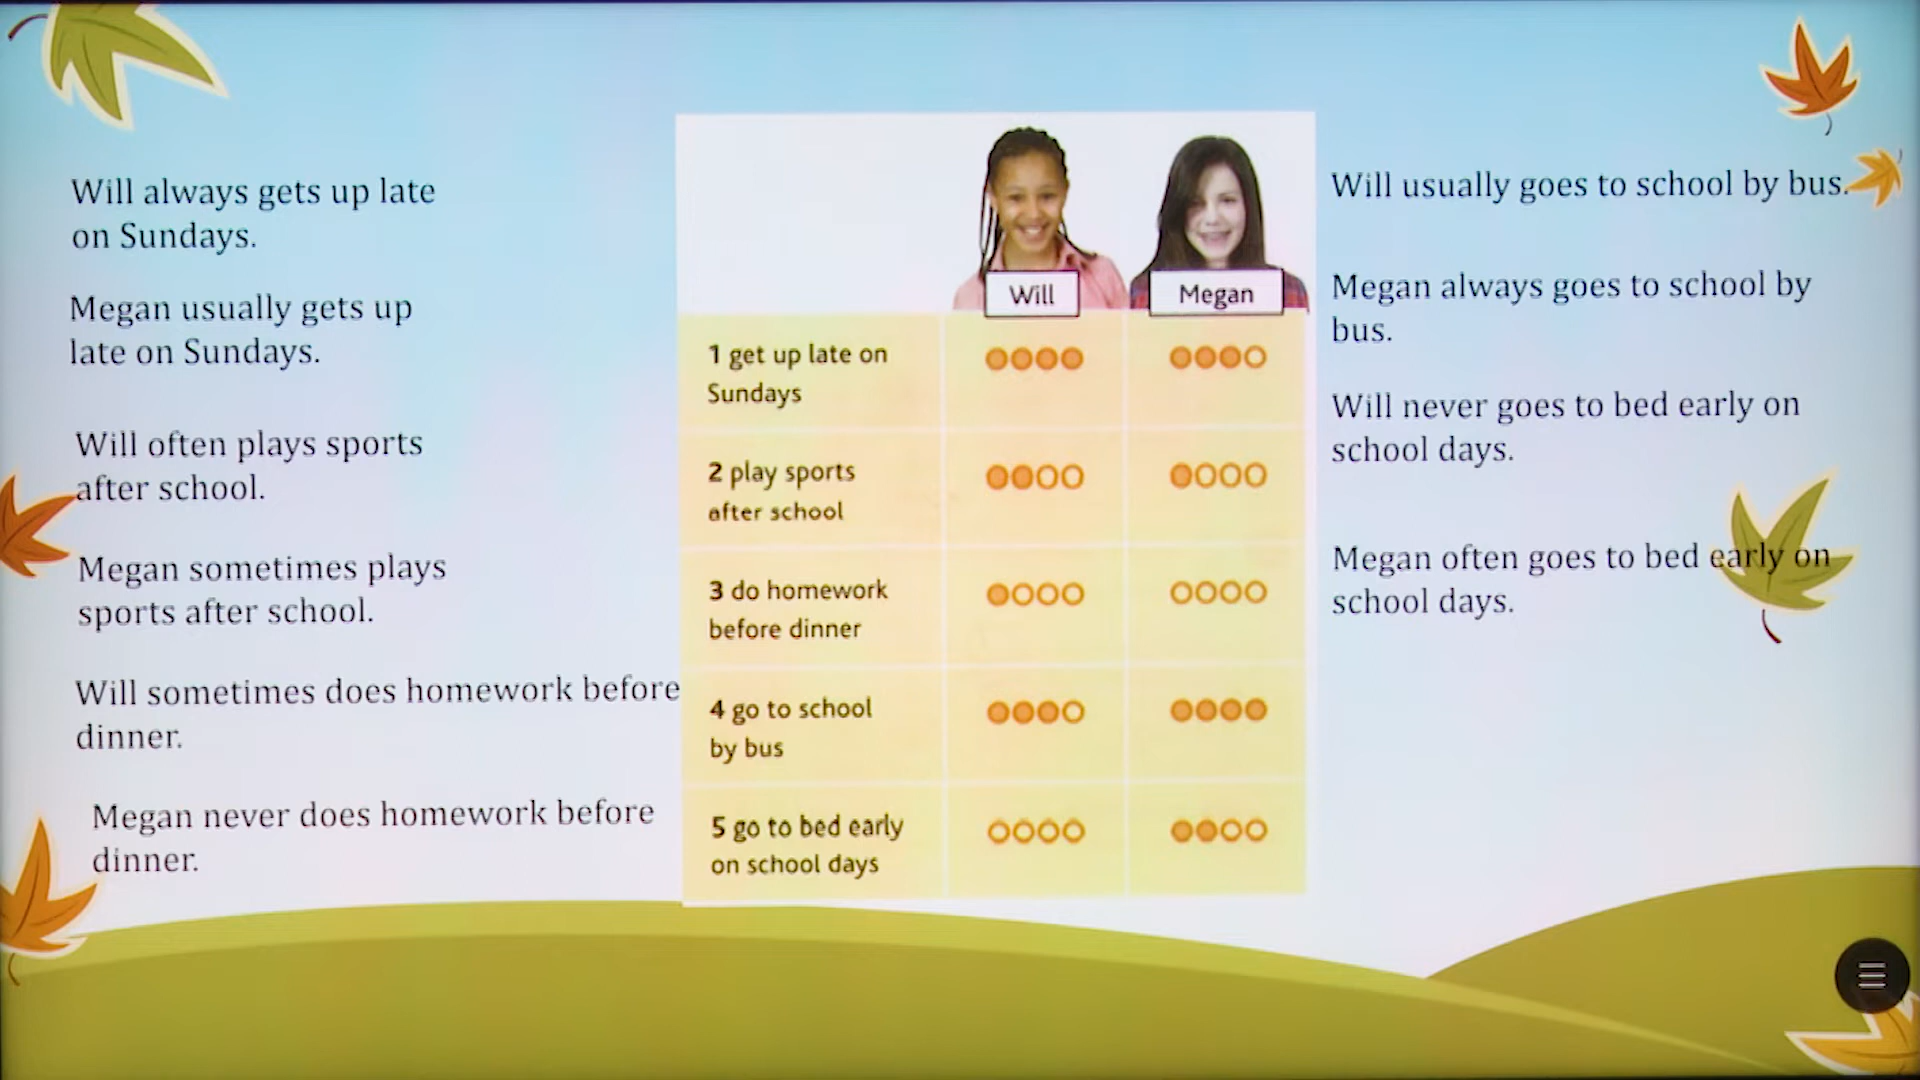 Will always gets up late
on Sundays.
Megan usually gets up
late on Sundays.
Will often plays sports
after school.
Megan sometimes plays
sports after school.
Will sometimes does homework before
dinner.
Megan never does homework before
dinner.
Will
Megan
1 get up late on
Sundays
2 play sports
after school
3 do homework
before dinner
4 go to school
by bus
5 go to bed early
on school days
Will usually goes to school by bus.
Megan always goes to school by
bus.
Will never goes to bed early on
school days.
Megan often goes to bed early on
school days.